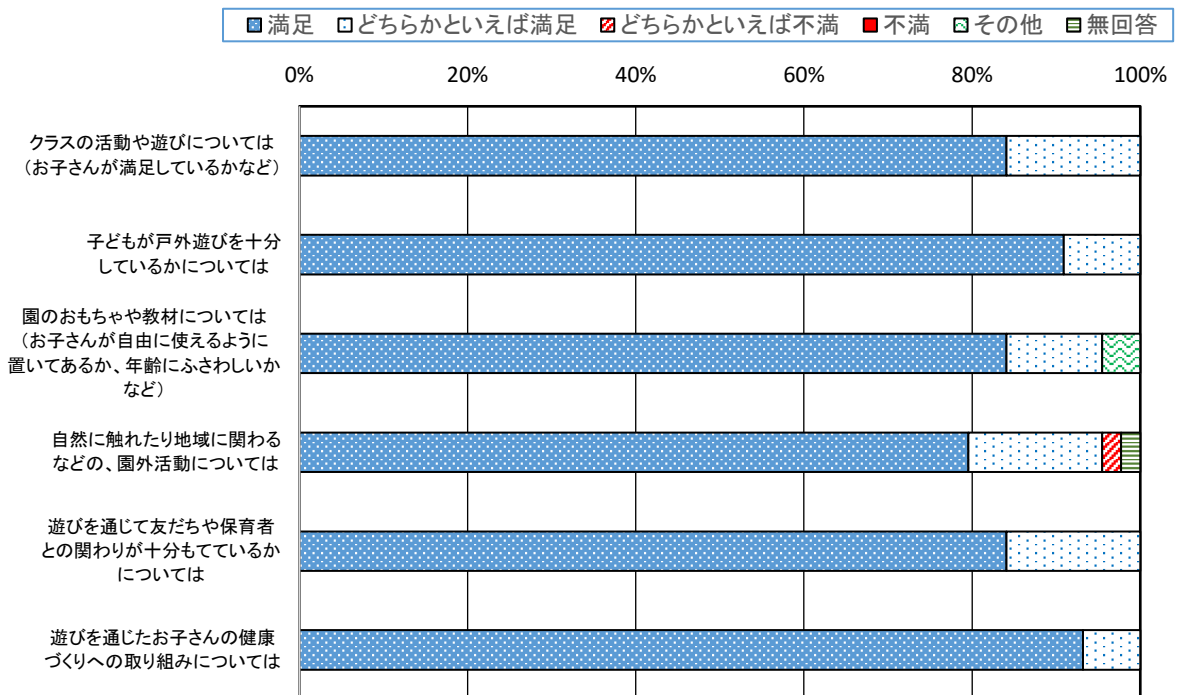 満足 どちらかといえば満足 どちらかといえば不満 不満 その他 無回答
0% 20% 40% 60% 80% 100%
クラスの活動や遊びについては
（お子さんが満足しているかなど）
子どもが戸外遊びを十分
しているかについては
園のおもちゃや教材については
（お子さんが自由に使えるように
置いてあるか、年齢にふさわしいか
など）
自然に触れたり地域に関わる
などの、園外活動については
遊びを通じて友だちや保育者
との関わりが十分もてているか
については
遊びを通じたお子さんの健康
づくりへの取り組みについては